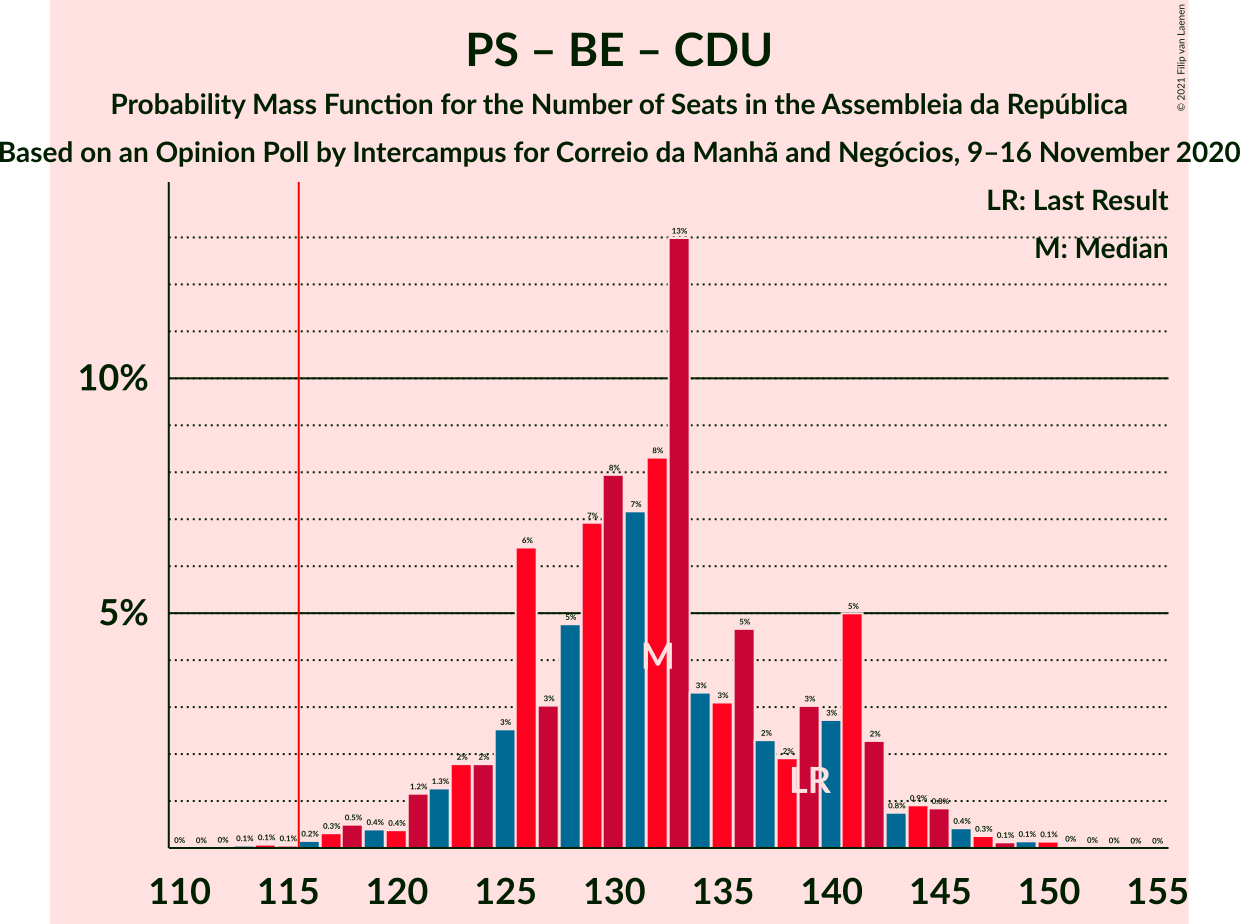 PS – BE – CDU
Probability Mass Function for the Number of Seats in the Assembleia da República
Based on an Opinion Poll by Intercampus for Correio da Manhã and Negócios, 9–16 November 2020
© 2021 Filip van Laenen
LR: Last Result
M: Median
10%
5%
0% 0% 0% 0.1% 0.1% 0.1% 0.2% 0.3% 0.5% 0.4% 0.4% 1.2% 1.3% 2% 2% 3% 6% 3% 5% 7% 8% 7% 8% 13% 3% 3% 5% 2% 2% 3% 3% 5% 2% 0.8% 0.9% 0.8% 0.4% 0.3% 0.1% 0.1% 0.1% 0% 0% 0% 0% 0%
M
LR
110 115 120 125 130 135 140 145 150 155